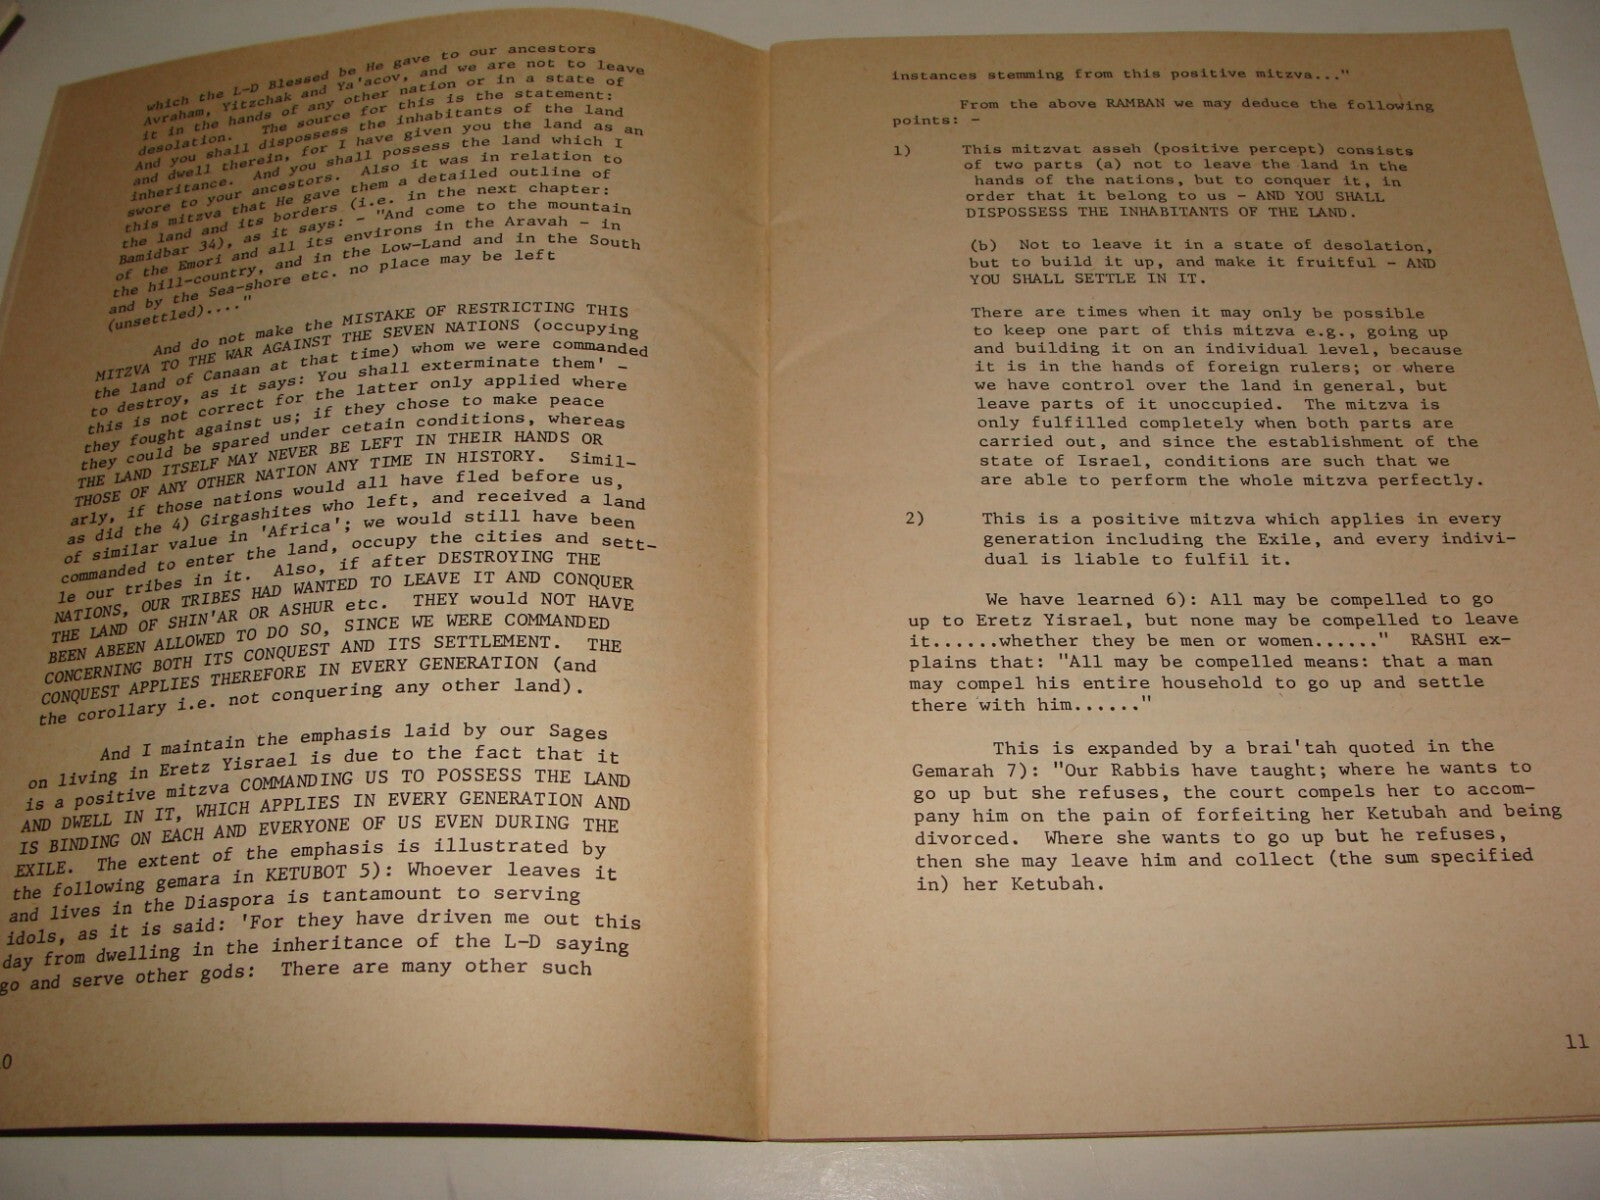 which the L-D Blessed be He gave to our ancestors
Avraham, Yitzchak and Ya'acov, and we are not to leave
it in the hands of any other nation or in a state of
desolation. The source for this is the statement:
And you shall dispossess the inhabitants of the land
and dwell therein, for I have given you the land as an
inheritance. And you shall possess the land which I
swore to your ancestors. Also it was in relation to
this mitzva that He gave them a detailed outline of
the land and its borders (i.e. in the next chapter:
Bamidbar 34), as it says: - "And come to the mountain
of the Emori and all its environs in the Aravah - in
the hill-country, and in the Low-Land and in the South
and by the Sea-shore etc. no place may be left
(unsettled)...."
And do not make the MISTAKE OF RESTRICTING THIS
MITZVA TO THE WAR AGAINST THE SEVEN NATIONS (occupying
the land of Canaan at that time) whom we were commanded
to destroy, as it says: You shall exterminate them' -
this is not correct for the latter only applied where
they fought against us; if they chose to make peace
they could be spared under cetain conditions, whereas
THE LAND ITSELF MAY NEVER BE LEFT IN THEIR HANDS OR
THOSE OF ANY OTHER NATION ANY TIME IN HISTORY. Simil-
arly, if those nations would all have fled before us,
as did the 4) Girgashites who left, and received a land
of similar value in 'Africa'; we would still have been
commanded to enter the land, occupy the cities and sett-
le our tribes in it. Also, if after DESTROYING THE
NATIONS, OUR TRIBES HAD WANTED TO LEAVE IT AND CONQUER
THE LAND OF SHIN'AR OR ASHUR etc. THEY would NOT HAVE
BEEN ABEEN ALLOWED TO DO SO, SINCE WE WERE COMMANDED
CONCERNING BOTH ITS CONQUEST AND ITS SETTLEMENT. THE
CONQUEST APPLIES THEREFORE IN EVERY GENERATION (and
the corollary i.e. not conquering any other land).
And I maintain the emphasis laid by our Sages
on living in Eretz Yisrael is due to the fact that it
is a positive mitzva COMMANDING US TO POSSESS THE LAND
AND DWELL IN IT, WHICH APPLIES IN EVERY GENERATION AND
IS BINDING ON EACH AND EVERYONE OF US EVEN DURING THE
EXILE. The extent of the emphasis is illustrated by
the following gemara in KETUBOT 5): Whoever leaves it
and lives in the Diaspora is tantamount to serving
idols, as it is said: 'For they have driven me out this
day from dwelling in the inheritance of the L-D saying
go and serve other gods: There are many other such
0
instances stemming from this positive mitzva..."
From the above RAMBAN we may deduce the following
points: -
1) This mitzvat asseh (positive percept) consists
of two parts (a) not to leave the land in the
hands of the nations, but to conquer it, in
order that it belong to us - AND YOU SHALL
DISPOSSESS THE INHABITANTS OF THE LAND.
(b) Not to leave it in a state of desolation,
but to build it up, and make it fruitful - AND
YOU SHALL SETTLE IN IT.
There are times when it may only be possible
to keep one part of this mitzva e.g., going up
and building it on an individual level, because
it is in the hands of foreign rulers; or where
we have control over the land in general, but
leave parts of it unoccupied. The mitzva is
only fulfilled completely when both parts are
carried out, and since the establishment of the
state of Israel, conditions are such that we
are able to perform the whole mitzva perfectly.
2) This is a positive mitzva which applies in every
generation including the Exile, and every indivi-
dual is liable to fulfil it.
We have learned 6): All may be compelled to go
up to Eretz Yisrael, but none may be compelled to leave
it......whether they be men or women......" RASHI ex-
plains that: "All may be compelled means: that a man
may compel his entire household to go up and settle
there with him......"
This is expanded by a brai'tah quoted in the
Gemarah 7): "Our Rabbis have taught; where he wants to
go up but she refuses, the court compels her to accom-
pany him on the pain of forfeiting her Ketubah and being
divorced. Where she wants to go up but he refuses,
then she may leave him and collect (the sum specified
in) her Ketubah.
11